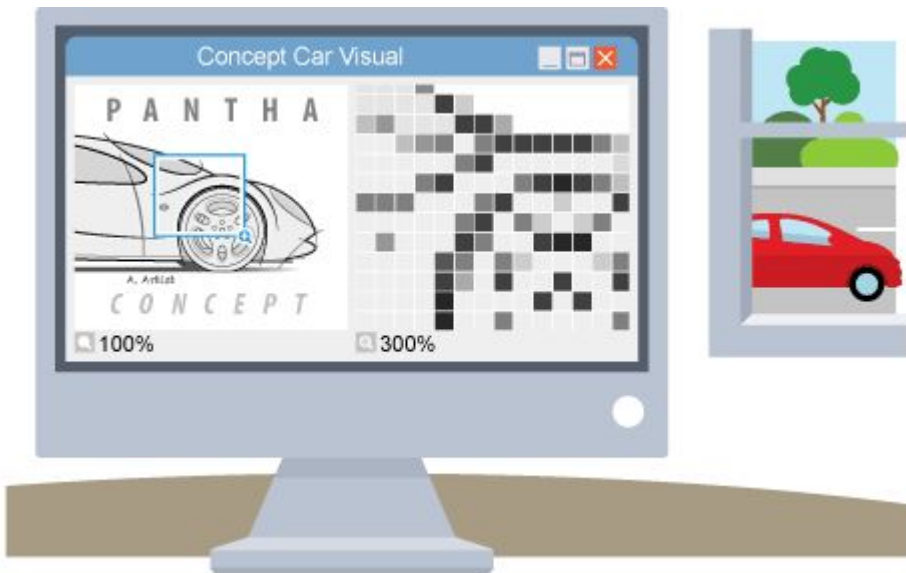 Concept Car Visual
PANTHA
A. Artist
CONCEPT
100%
300%